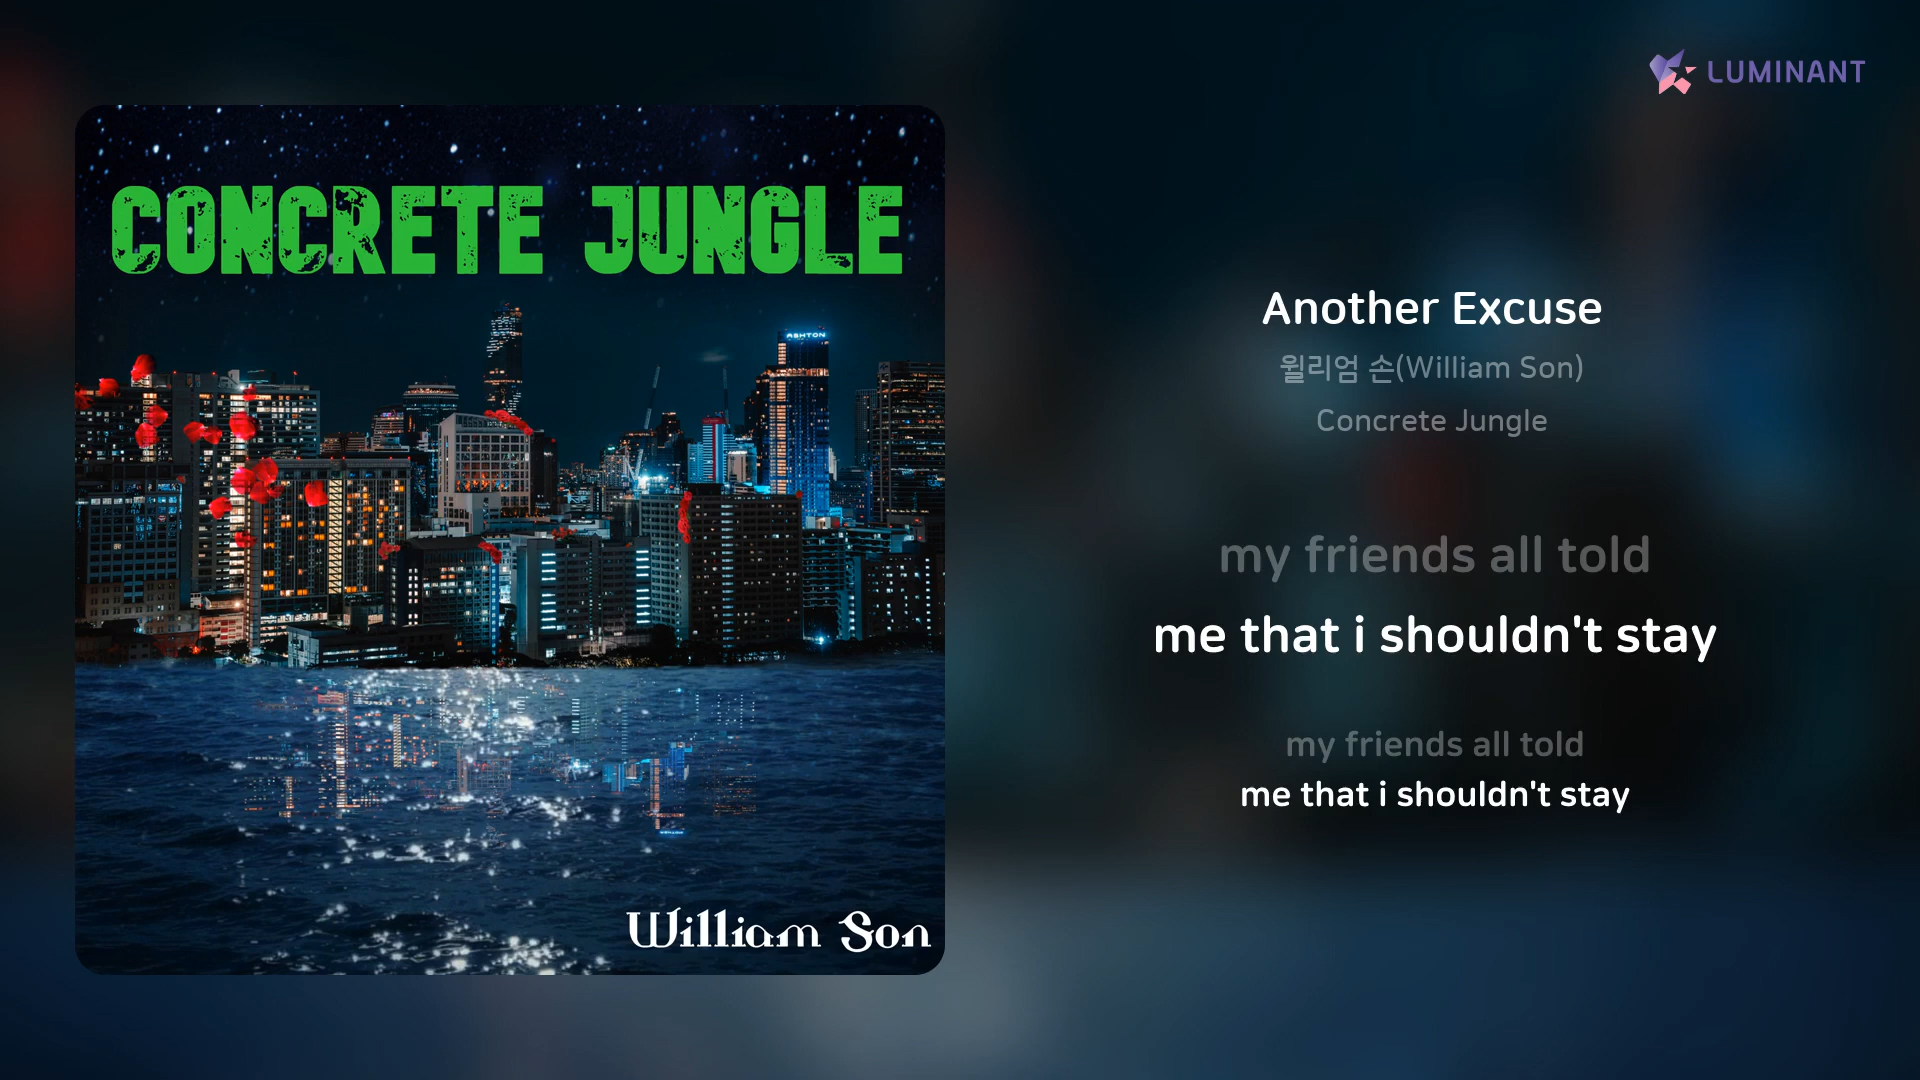 LUMINANT
CONCRETE JUNGLE
ASHTON
William Son
Another Excuse
윌리엄 손(William Son)
Concrete Jungle
my friends all told
me that i shouldn't stay
my friends all told
me that i shouldn't stay